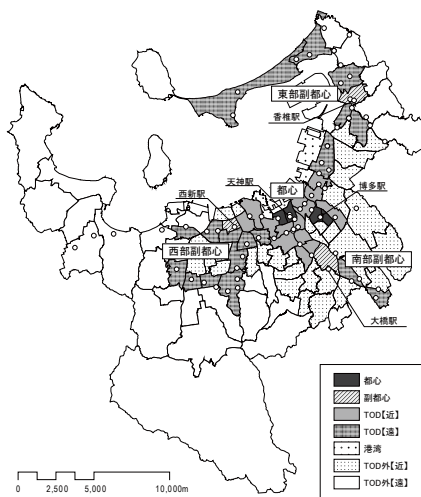 東部副都心
香椎駅
天神駅
都心
博多駅
西新駅
西部副都心
南部副都心
大橋駅
都心
副都心
TOD【近】
TOD【遠】
港湾
TOD外【近】
TOD外【遠】
0 2,500 5,000 10,000m